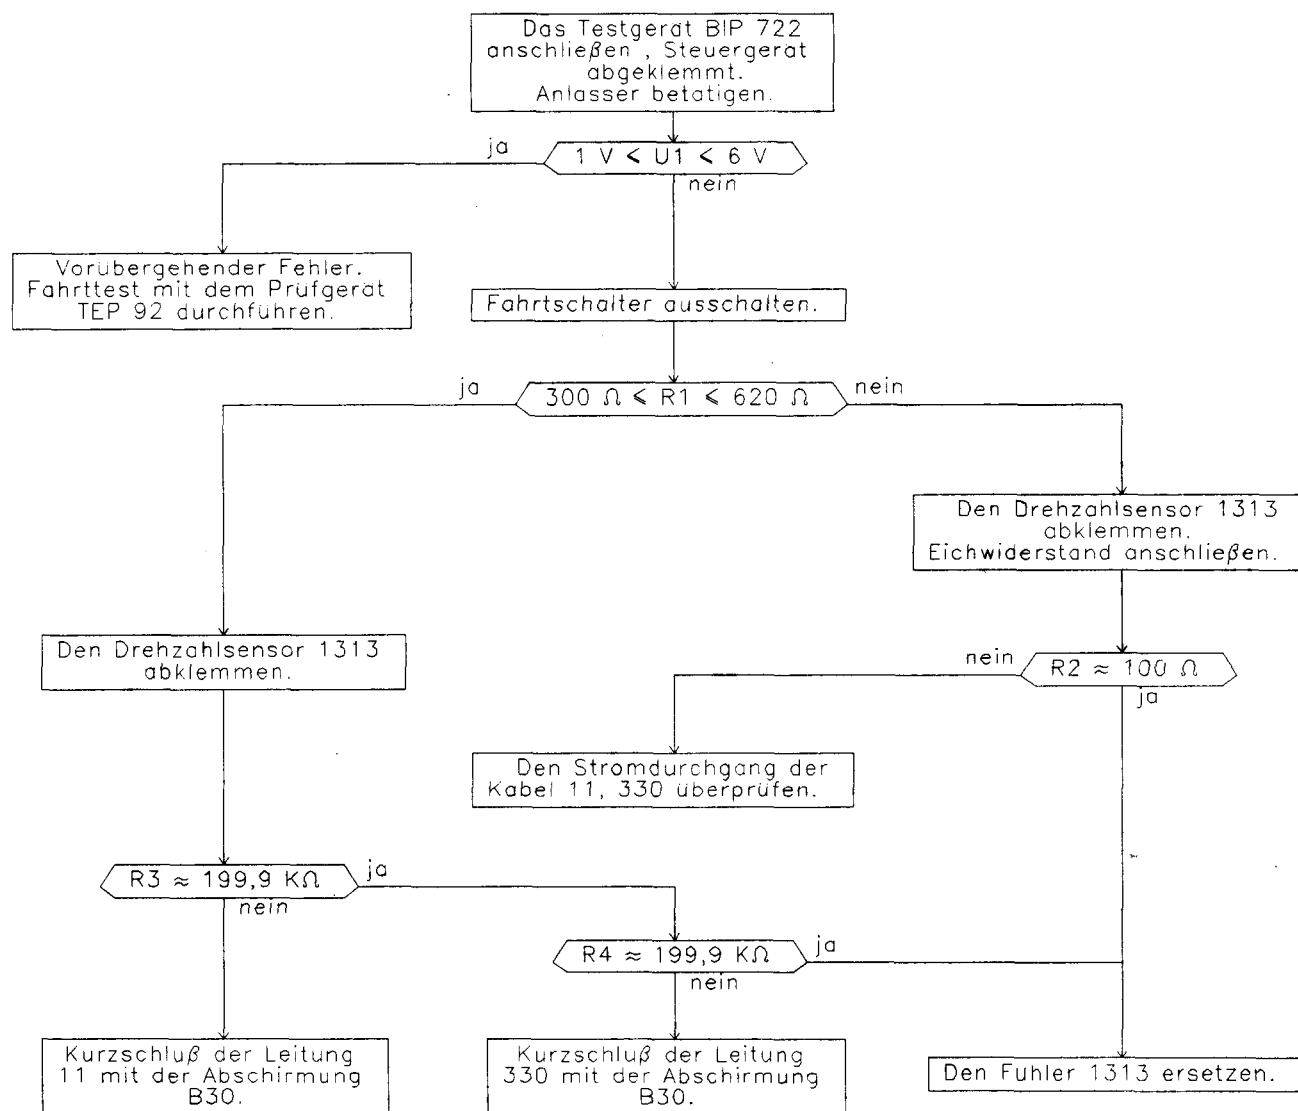 Das Testgerät BIP 722
anschließen , Steuergerat
abgeklemmt.
Anlasser betatigen.
ja
1 V < U1 < 6 V
nein
Vorübergehender Fehler.
Fahrttest mit dem Prüfgerät
TEP 92 durchführen.
Fahrtschalter ausschalten.
ja
300 Ω ⩽ R1 ⩽ 620 Ω
nein
Den Drehzahlsensor 1313
abklemmen.
Eichwiderstand anschließen.
Den Drehzahlsensor 1313
abklemmen.
nein
R2 ≈ 100 Ω
ja
Den Stromdurchgang der
Kabel 11, 330 überprüfen.
R3 ≈ 199,9 KΩ
ja
nein
R4 ≈ 199,9 KΩ
ja
nein
Kurzschluß der Leitung
11 mit der Abschirmung
B30.
Kurzschluß der Leitung
330 mit der Abschirmung
B30.
Den Fuhler 1313 ersetzen.